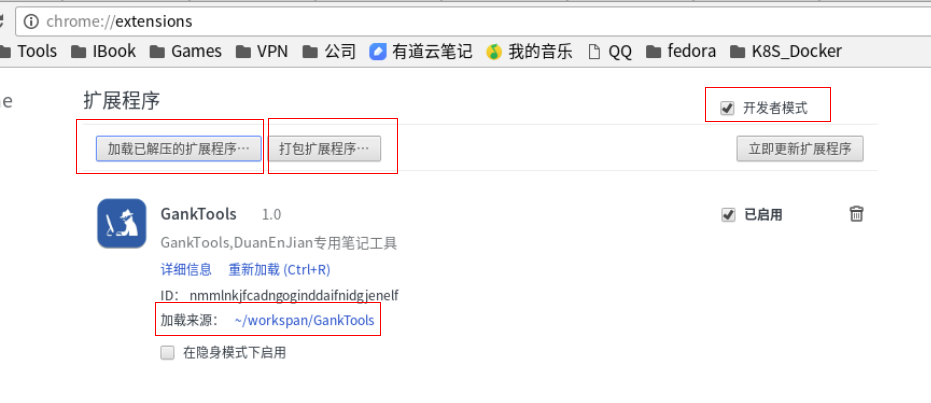 chrome://extensions
Tools IBook Games VPN 公司 有道云笔记 我的音乐 QQ fedora K8S_Docker
扩展程序 开发者模式
加载已解压的扩展程序… 打包扩展程序… 立即更新扩展程序
GankTools 1.0 已启用
GankTools,DuanEnJian专用笔记工具
详细信息 重新加载 (Ctrl+R)
ID: nmmlnkjfcadngoginddaifnidgjenelf
加载来源: ~/workspan/GankTools
在隐身模式下启用